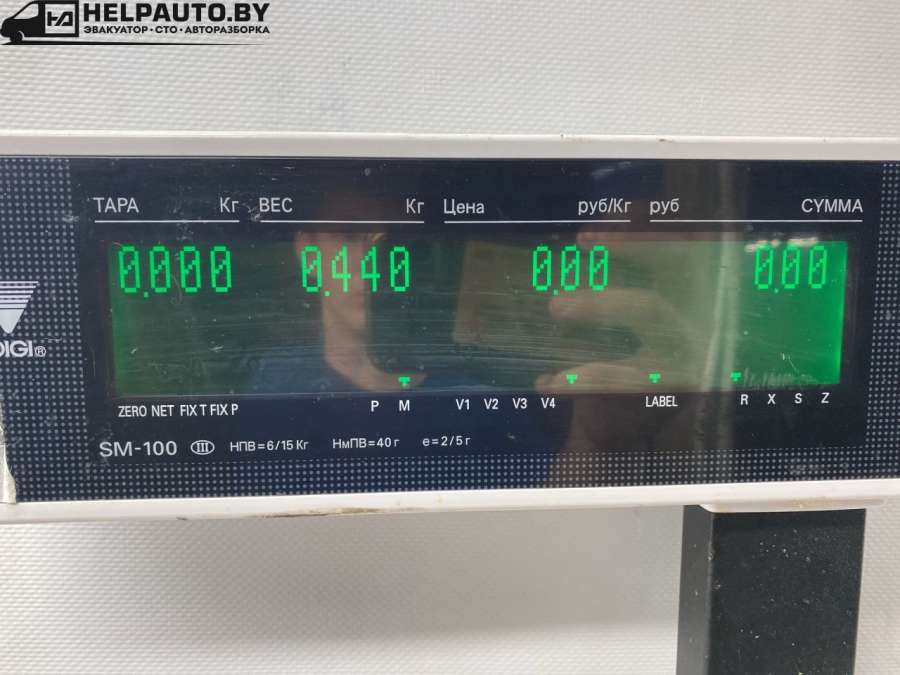 HELPAUTO.BY
ЭВАКУАТОР · СТО · АВТОРАЗБОРКА
ТАРА Кг ВЕС Кг Цена руб/Кг руб СУММА
0.000 0.440 0.00 0.00
DIGI®
ZERO NET FIX T FIX P P M V1 V2 V3 V4 LABEL R X S Z
SM-100 III НПВ=6/15 Кг НмПВ=40 г e=2/5 г